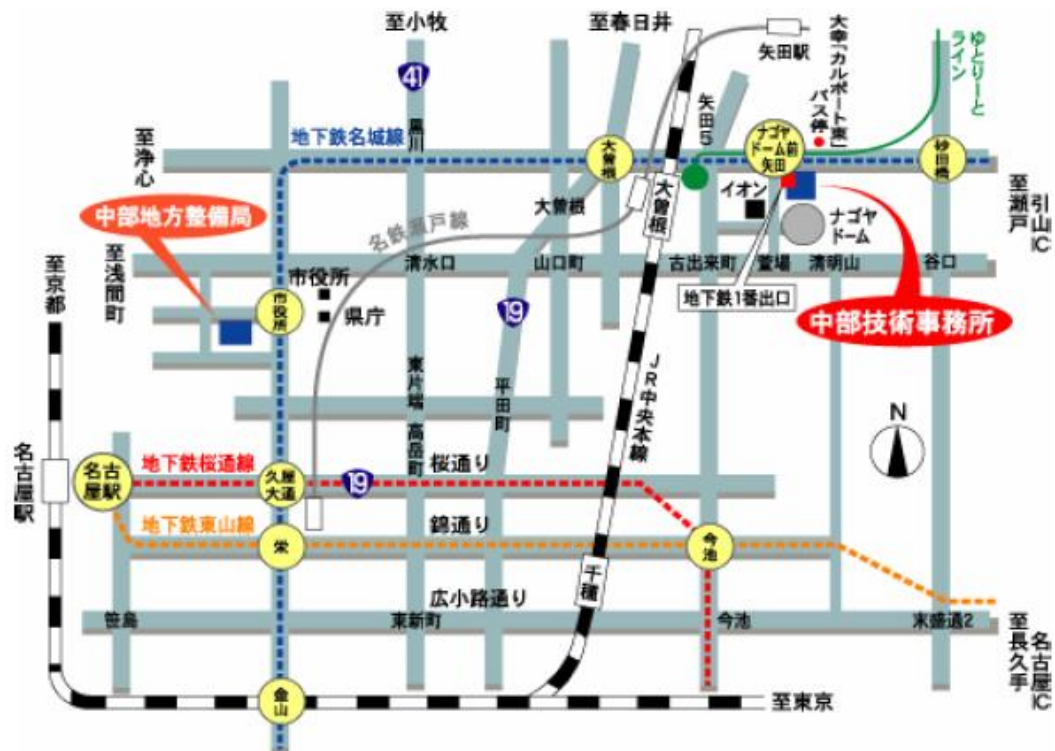 至小牧
至春日井
大幸「カルポート東」
バス停
ゆとりーと
ライン
矢田駅
41
黒川
矢田5
至浄心
地下鉄名城線
大曽根
ナゴヤ
ドーム前
矢田
砂田橋
中部地方整備局
名鉄瀬戸線
大曽根
大曽根
イオン
ナゴヤ
ドーム
至瀬戸
引山IC
至京都
至浅間町
市役所
市役所
県庁
清水口
山口町
古出来町
萱場
清明山
谷口
地下鉄1番出口
中部技術事務所
19
東片端
平田町
JR中央本線
N
高岳町
名古屋駅
名古
屋駅
地下鉄桜通線
久屋
大通
19
桜通り
地下鉄東山線
栄
錦通り
今池
千種
広小路通り
笹島
東新町
今池
末盛通2
至長久手
名古屋IC
金山
至東京